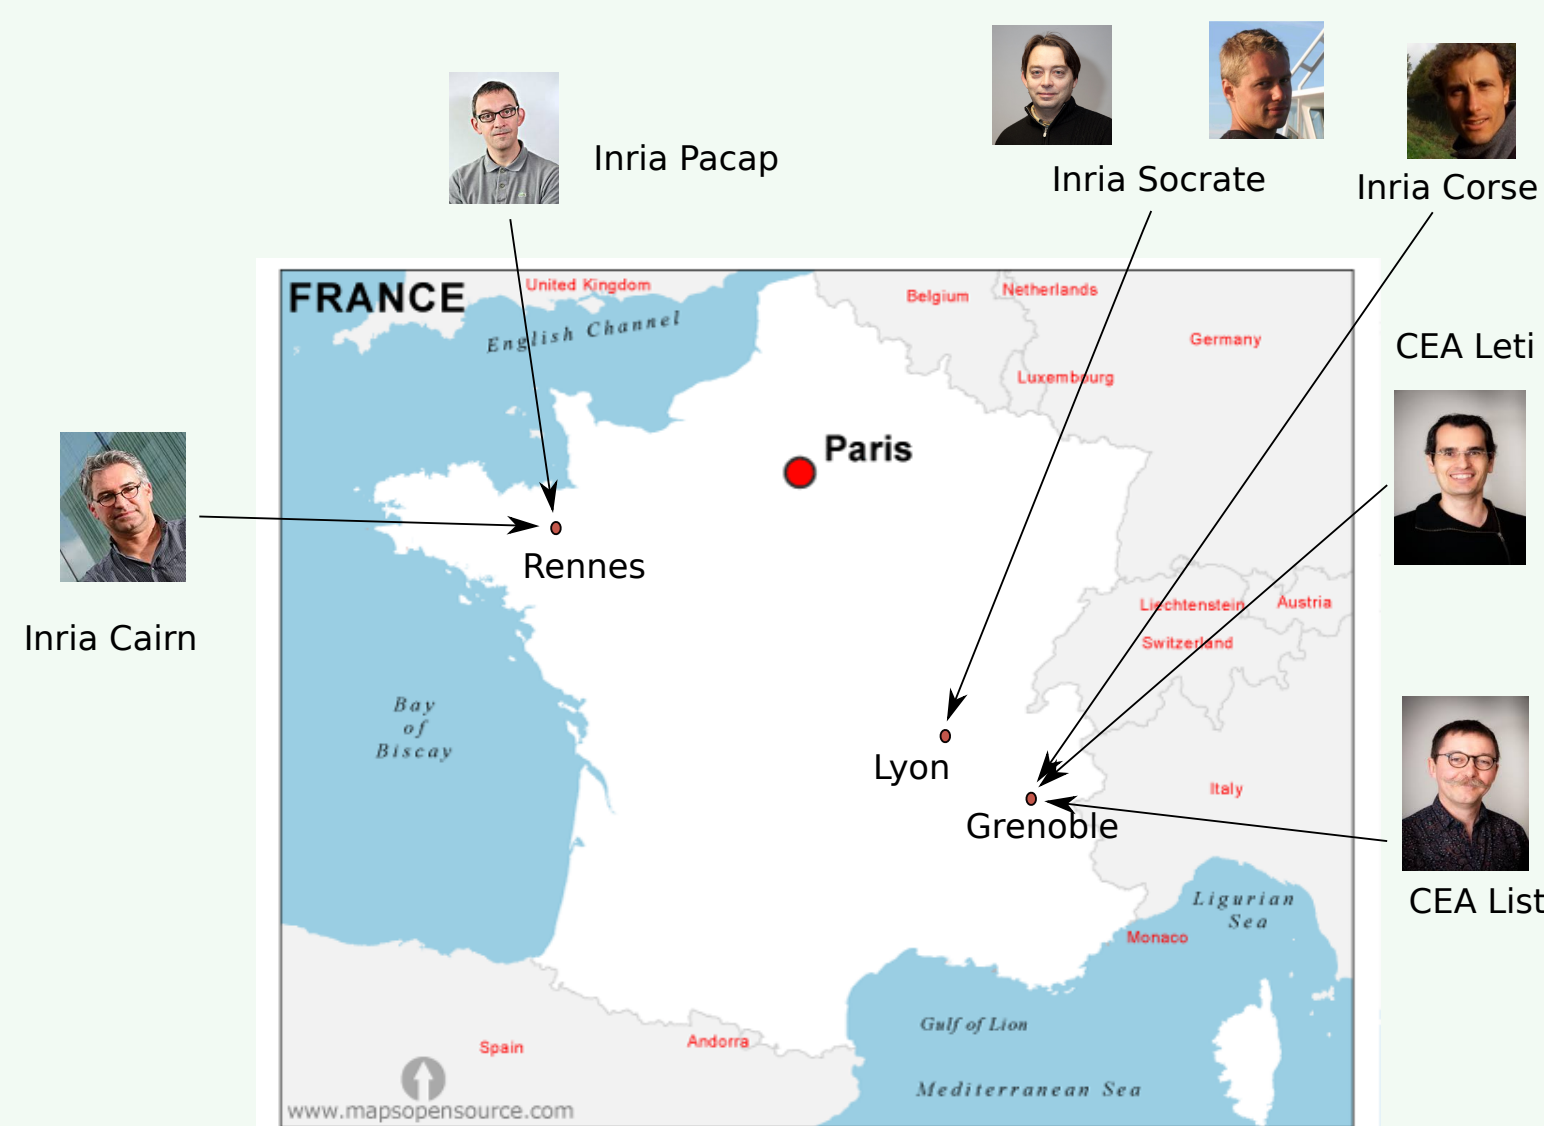 Inria Pacap
Inria Socrate
Inria Corse
FRANCE
United Kingdom
English Channel
Belgium
Netherlands
Germany
Luxembourg
CEA Leti
Paris
Rennes
Inria Cairn
Liechtenstein
Austria
Switzerland
Bay
of
Biscay
Lyon
Grenoble
Italy
CEA List
Ligurian
Sea
Monaco
Gulf of Lion
Spain
Andorra
Mediterranean Sea
www.mapsopensource.com